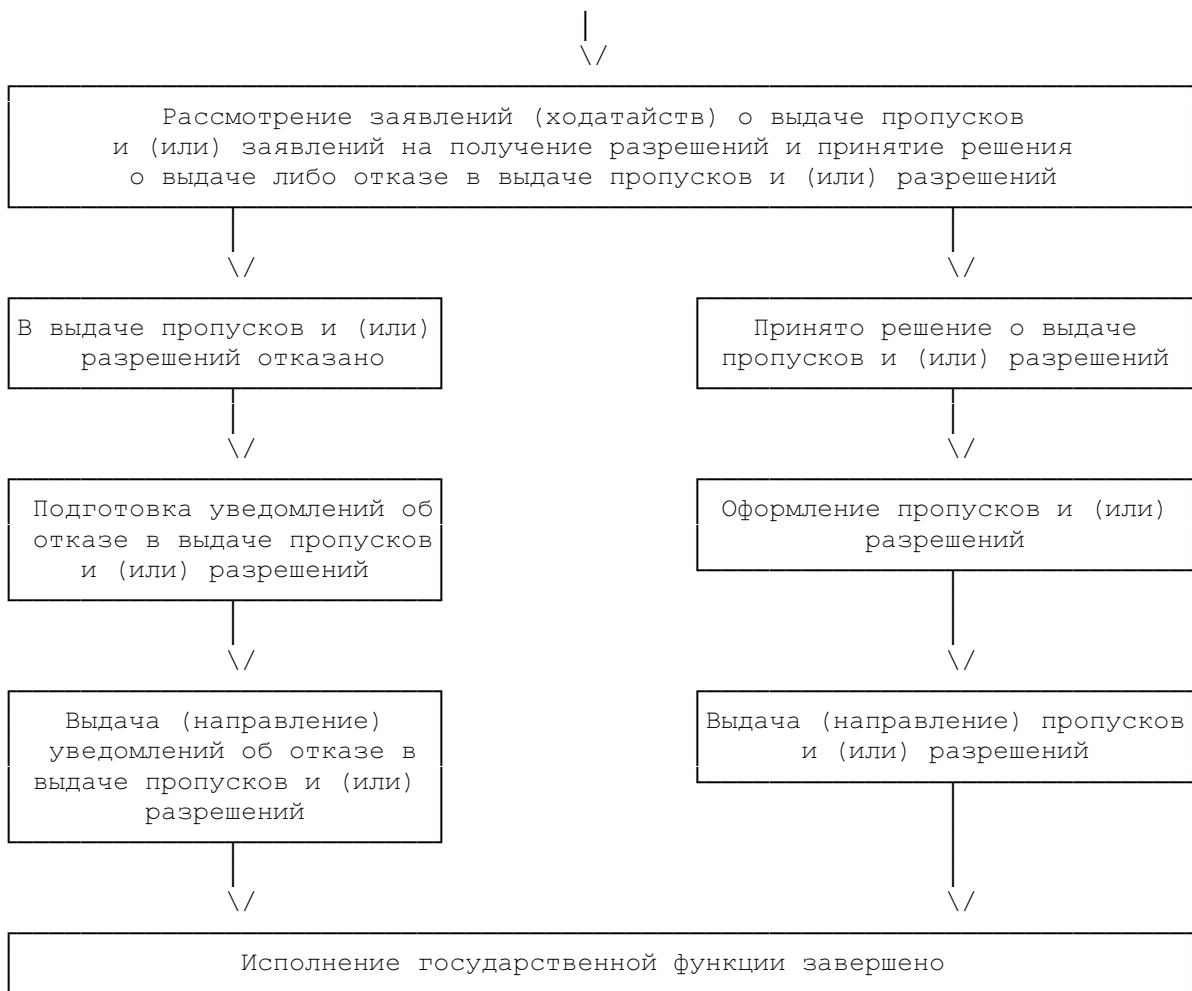 Рассмотрение заявлений (ходатайств) о выдаче пропусков
и (или) заявлений на получение разрешений и принятие решения
о выдаче либо отказе в выдаче пропусков и (или) разрешений
В выдаче пропусков и (или)
разрешений отказано
Принято решение о выдаче
пропусков и (или) разрешений
Подготовка уведомлений об
отказе в выдаче пропусков
и (или) разрешений
Оформление пропусков и (или)
разрешений
Выдача (направление)
уведомлений об отказе в
выдаче пропусков и (или)
разрешений
Выдача (направление) пропусков
и (или) разрешений
Исполнение государственной функции завершено